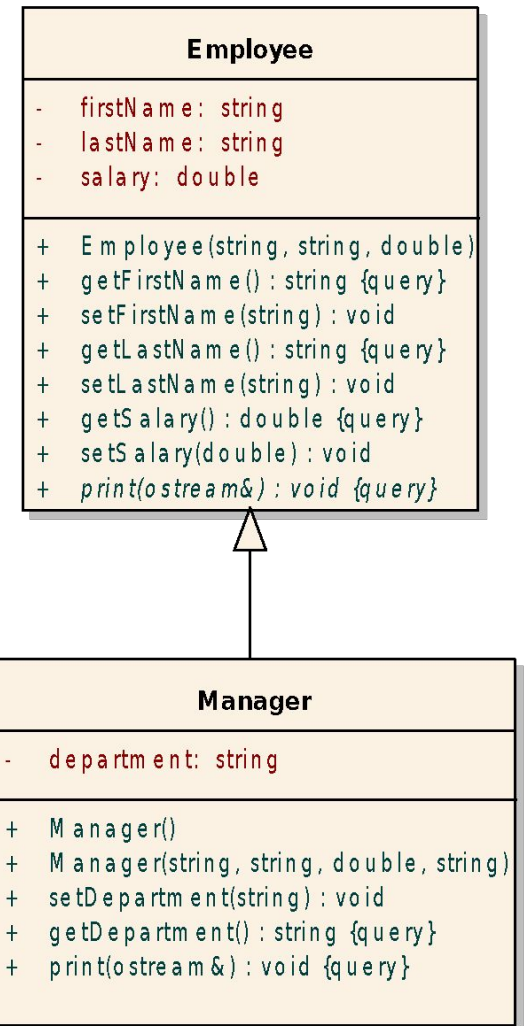 Employee
- firstName: string
- lastName: string
- salary: double
+ Employee(string, string, double)
+ getFirstName() : string {query}
+ setFirstName(string) : void
+ getLastName() : string {query}
+ setLastName(string) : void
+ getSalary() : double {query}
+ setSalary(double) : void
+ print(ostream&) : void {query}
Manager
- department: string
+ Manager()
+ Manager(string, string, double, string)
+ setDepartment(string) : void
+ getDepartment() : string {query}
+ print(ostream&) : void {query}